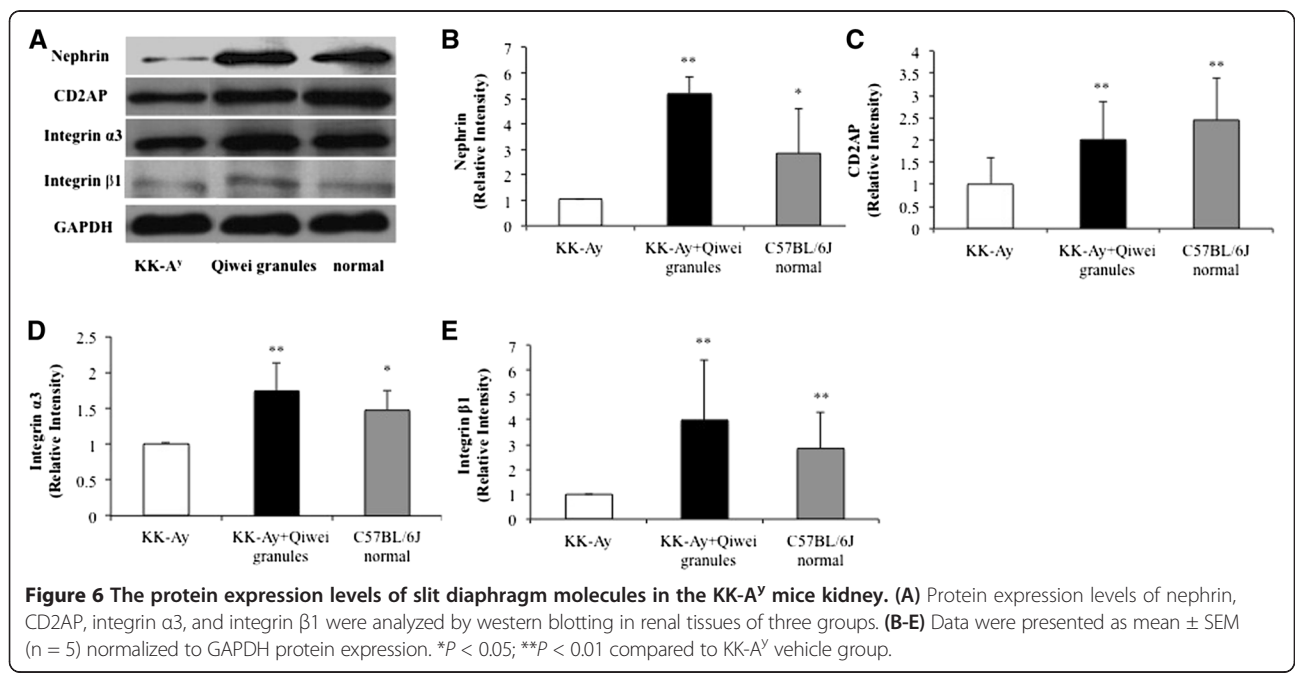 A
Nephrin
CD2AP
Integrin α3
Integrin β1
GAPDH
KK-Aʸ Qiwei granules normal
B
Nephrin
(Relative Intensity)
7
6
5
4
3
2
1
0
**
*
KK-Ay
KK-Ay+Qiwei
granules
C57BL/6J
normal
C
CD2AP
(Relative Intensity)
4
3.5
3
2.5
2
1.5
1
0.5
0
**
**
KK-Ay
KK-Ay+Qiwei
granules
C57BL/6J
normal
D
Integrin α3
(Relative Intensity)
2.5
2
1.5
1
0.5
0
**
*
KK-Ay
KK-Ay+Qiwei
granules
C57BL/6J
normal
E
Integrin β1
(Relative Intensity)
7
6
5
4
3
2
1
0
**
**
KK-Ay
KK-Ay+Qiwei
granules
C57BL/6J
normal
Figure 6 The protein expression levels of slit diaphragm molecules in the KK-Aʸ mice kidney. (A) Protein expression levels of nephrin,
CD2AP, integrin α3, and integrin β1 were analyzed by western blotting in renal tissues of three groups. (B-E) Data were presented as mean ± SEM
(n = 5) normalized to GAPDH protein expression. *P < 0.05; **P < 0.01 compared to KK-Aʸ vehicle group.